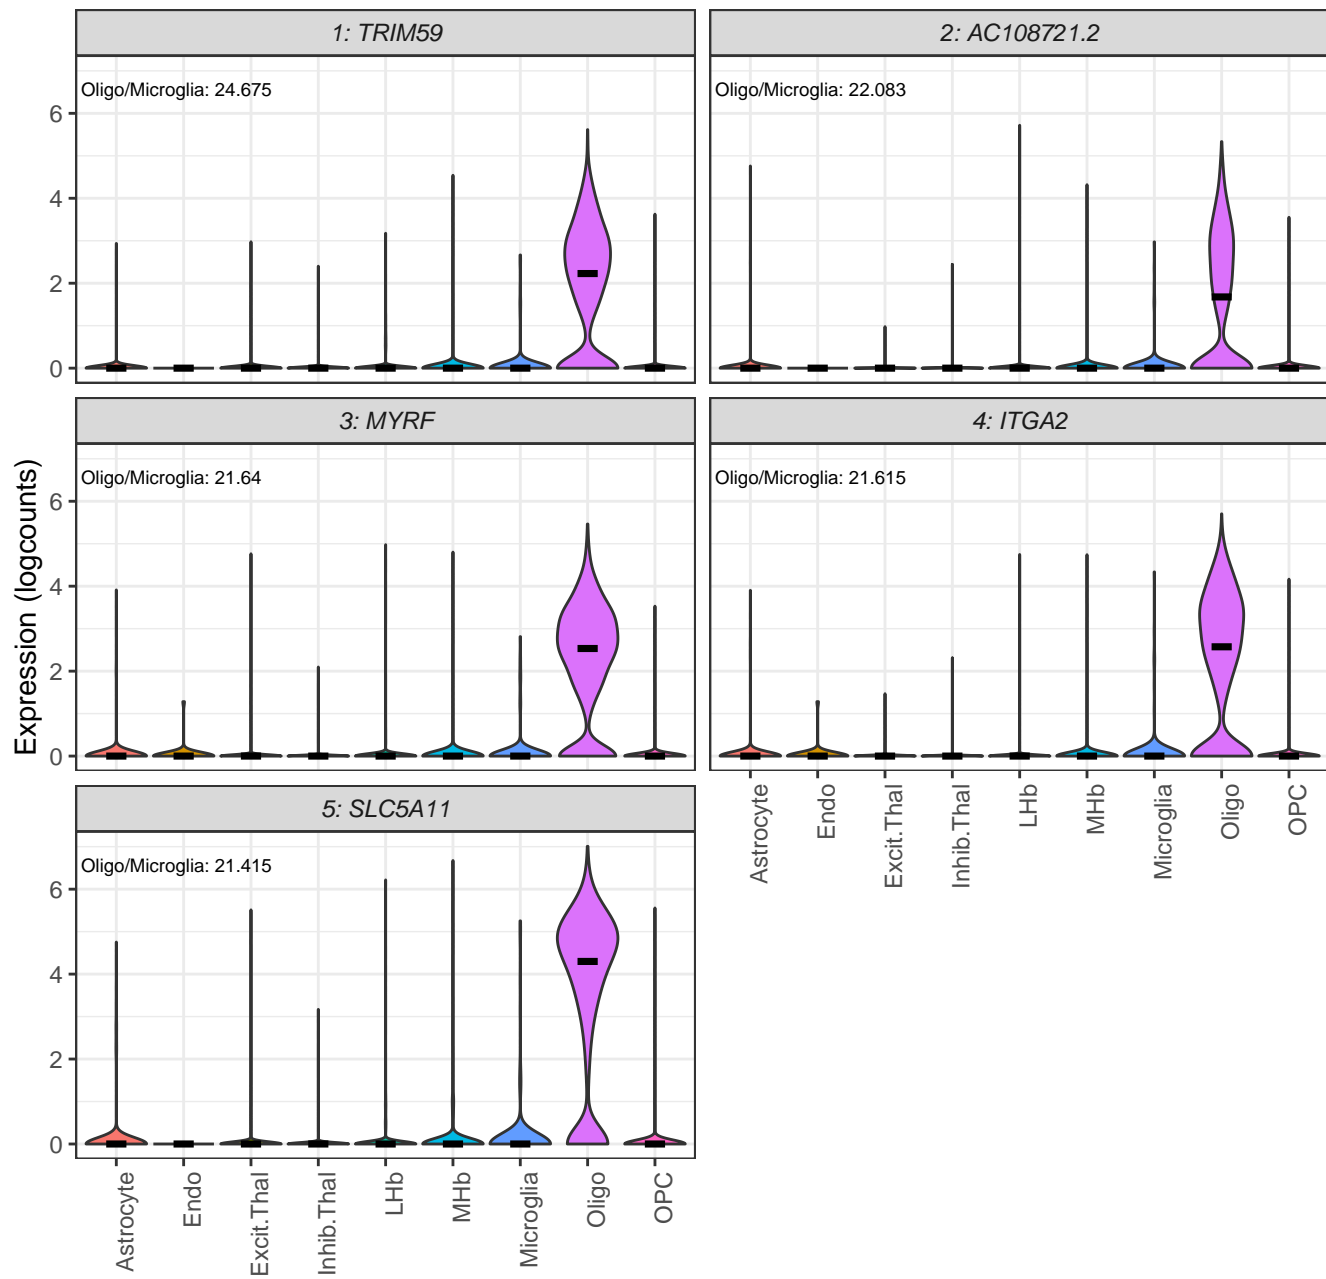 1: TRIM59
Oligo/Microglia: 24.675
6
4
2
0
2: AC108721.2
Oligo/Microglia: 22.083
3: MYRF
Oligo/Microglia: 21.64
6
4
2
0
4: ITGA2
Oligo/Microglia: 21.615
Astrocyte
Endo
Excit.Thal
Inhib.Thal
LHb
MHb
Microglia
Oligo
OPC
5: SLC5A11
Oligo/Microglia: 21.415
6
4
2
0
Astrocyte
Endo
Excit.Thal
Inhib.Thal
LHb
MHb
Microglia
Oligo
OPC
Expression (logcounts)